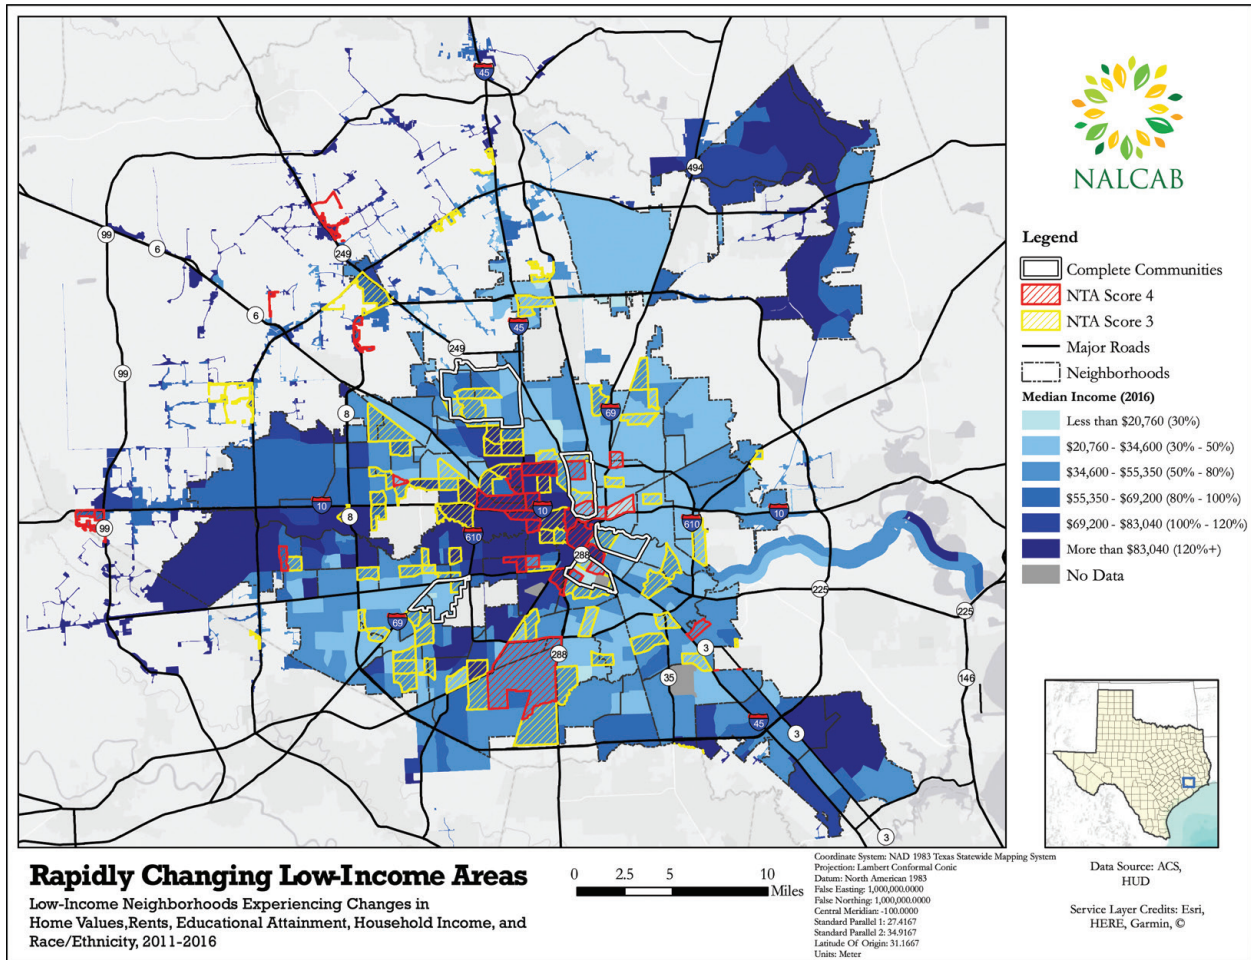 45
494
99
6
249
6
45
99
249
69
8
10
8
99
610
10
610
10
288
225
225
69
3
288
35
146
45
3
3
NALCAB
Legend
Complete Communities
NTA Score 4
NTA Score 3
Major Roads
Neighborhoods
Median Income (2016)
Less than $20,760 (30%)
$20,760 - $34,600 (30% - 50%)
$34,600 - $55,350 (50% - 80%)
$55,350 - $69,200 (80% - 100%)
$69,200 - $83,040 (100% - 120%)
More than $83,040 (120%+)
No Data
Rapidly Changing Low-Income Areas
Low-Income Neighborhoods Experiencing Changes in
Home Values,Rents, Educational Attainment, Household Income, and
Race/Ethnicity, 2011-2016
0 2.5 5 10
Miles
Coordinate System: NAD 1983 Texas Statewide Mapping System
Projection: Lambert Conformal Conic
Datum: North American 1983
False Easting: 1,000,000.0000
False Northing: 1,000,000.0000
Central Meridian: -100.0000
Standard Parallel 1: 27.4167
Standard Parallel 2: 34.9167
Latitude Of Origin: 31.1667
Units: Meter
Data Source: ACS,
HUD
Service Layer Credits: Esri,
HERE, Garmin, ©